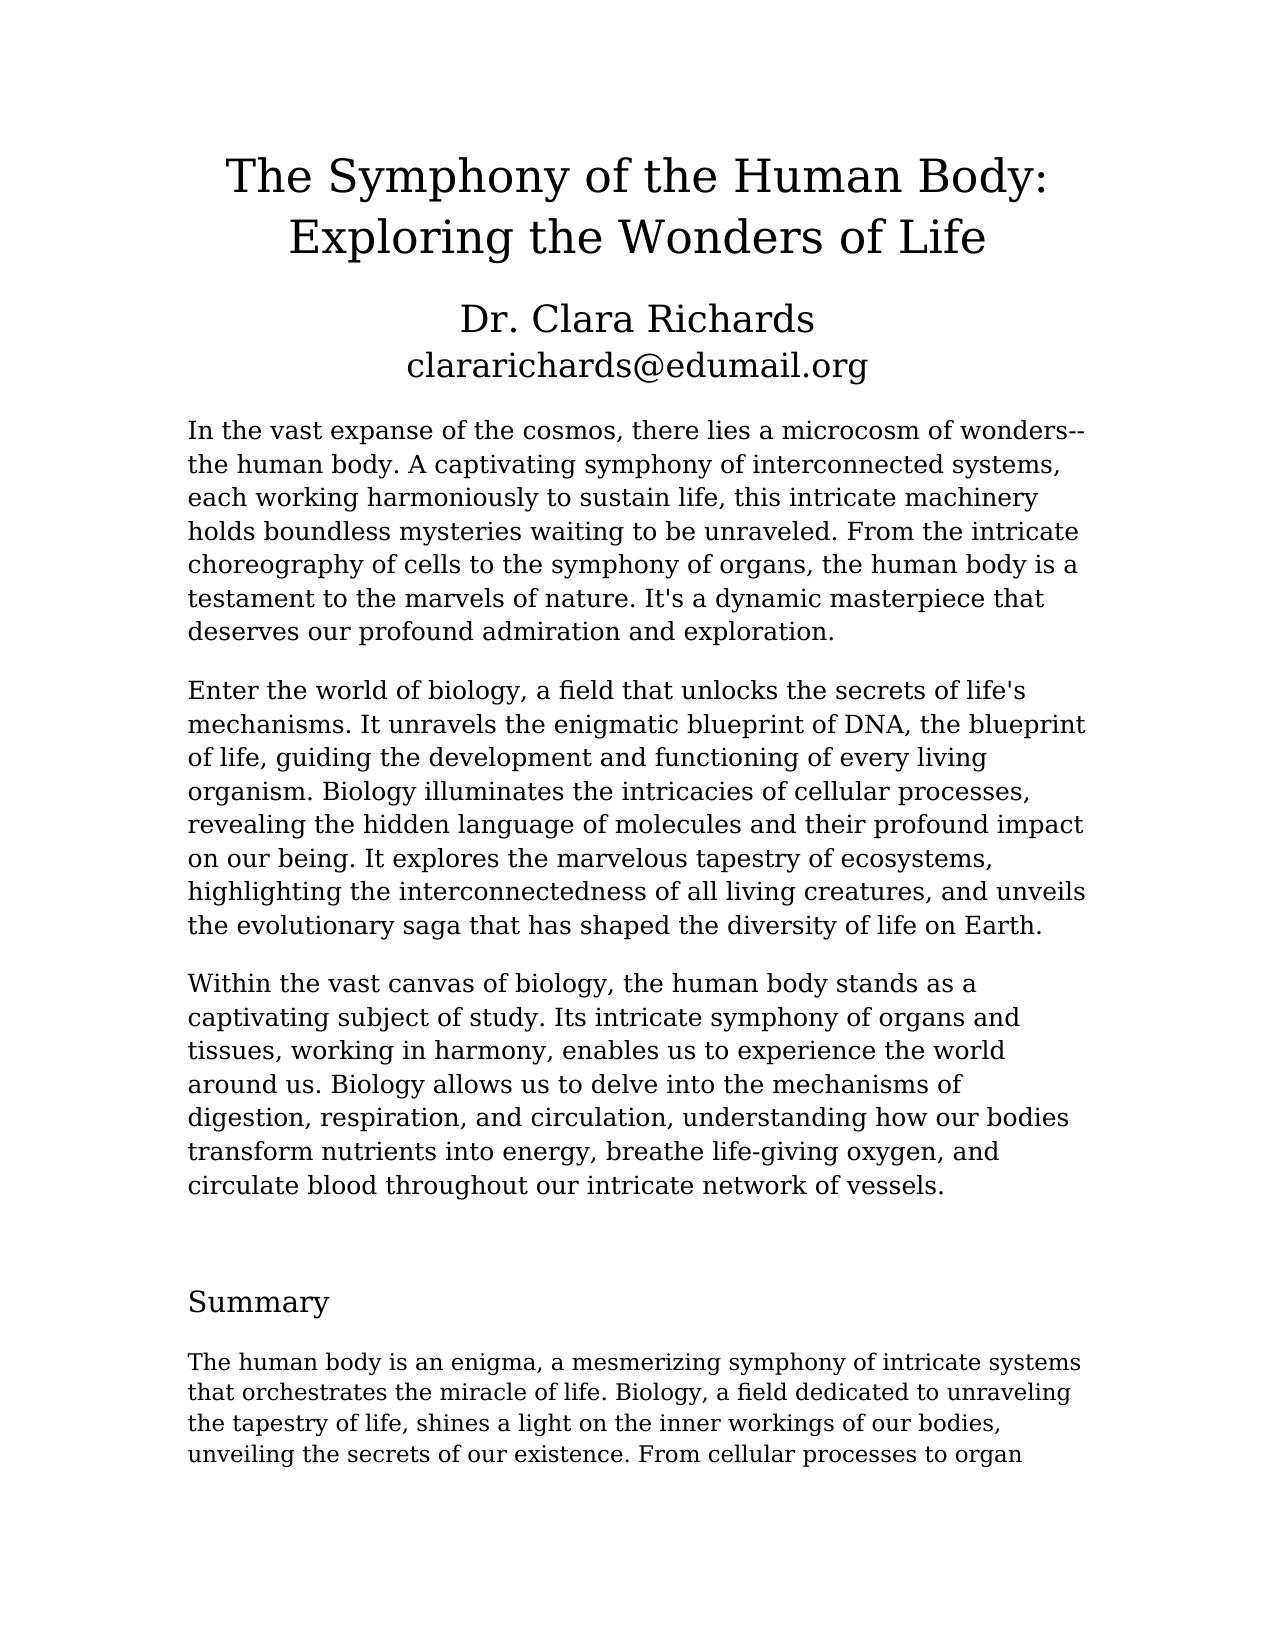 The Symphony of the Human Body:
Exploring the Wonders of Life
Dr. Clara Richards
clararichards@edumail.org
In the vast expanse of the cosmos, there lies a microcosm of wonders--
the human body. A captivating symphony of interconnected systems,
each working harmoniously to sustain life, this intricate machinery
holds boundless mysteries waiting to be unraveled. From the intricate
choreography of cells to the symphony of organs, the human body is a
testament to the marvels of nature. It's a dynamic masterpiece that
deserves our profound admiration and exploration.
Enter the world of biology, a field that unlocks the secrets of life's
mechanisms. It unravels the enigmatic blueprint of DNA, the blueprint
of life, guiding the development and functioning of every living
organism. Biology illuminates the intricacies of cellular processes,
revealing the hidden language of molecules and their profound impact
on our being. It explores the marvelous tapestry of ecosystems,
highlighting the interconnectedness of all living creatures, and unveils
the evolutionary saga that has shaped the diversity of life on Earth.
Within the vast canvas of biology, the human body stands as a
captivating subject of study. Its intricate symphony of organs and
tissues, working in harmony, enables us to experience the world
around us. Biology allows us to delve into the mechanisms of
digestion, respiration, and circulation, understanding how our bodies
transform nutrients into energy, breathe life-giving oxygen, and
circulate blood throughout our intricate network of vessels.
Summary
The human body is an enigma, a mesmerizing symphony of intricate systems
that orchestrates the miracle of life. Biology, a field dedicated to unraveling
the tapestry of life, shines a light on the inner workings of our bodies,
unveiling the secrets of our existence. From cellular processes to organ